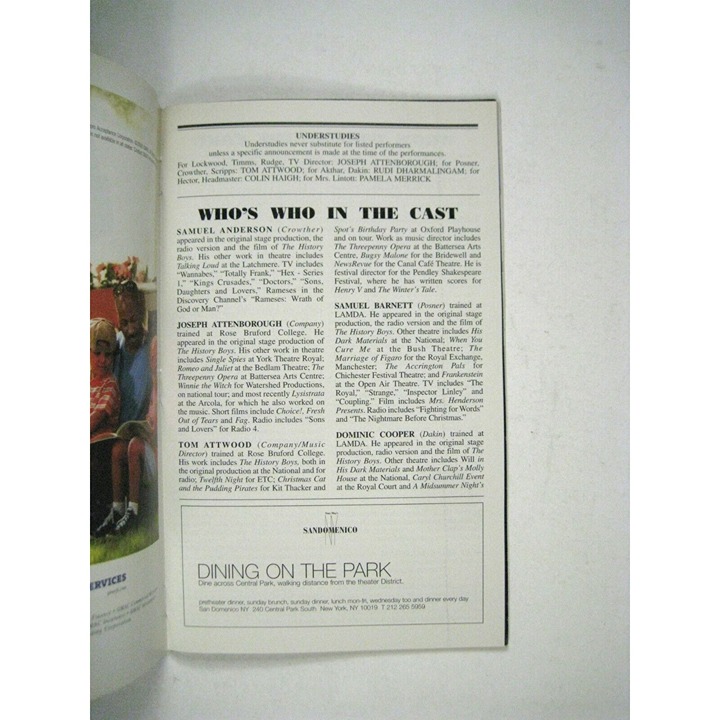 UNDERSTUDIES
Understudies never substitute for listed performers
unless a specific announcement is made at the time of the performances.
For Lockwood, Timms, Rudge, TV Director: JOSEPH ATTENBOROUGH; for Posner,
Crowther, Scripps: TOM ATTWOOD; for Akthar, Dakin: RUDI DHARMALINGAM; for
Hector, Headmaster: COLIN HAIGH; for Mrs. Lintott: PAMELA MERRICK
WHO'S WHO IN THE CAST
SAMUEL ANDERSON (Crowther)
appeared in the original stage production, the
radio version and the film of The History
Boys. His other work in theatre includes
Talking Loud at the Latchmere. TV includes
"Wannabes," "Totally Frank," "Hex - Series
1," "Kings Crusades," "Doctors," "Sons,
Daughters and Lovers," Rameses in the
Discovery Channel's "Rameses: Wrath of
God or Man?"
JOSEPH ATTENBOROUGH (Company)
trained at Rose Bruford College. He
appeared in the original stage production of
The History Boys. His other work in theatre
includes Single Spies at York Theatre Royal;
Romeo and Juliet at the Bedlam Theatre; The
Threepenny Opera at Battersea Arts Centre;
Winnie the Witch for Watershed Productions,
on national tour; and most recently Lysistrata
at the Arcola, for which he also worked on
the music. Short films include Choice!, Fresh
Out of Tears and Fag. Radio includes "Sons
and Lovers" for Radio 4.
TOM ATTWOOD (Company/Music
Director) trained at Rose Bruford College.
His work includes The History Boys, both in
the original production at the National and for
radio; Twelfth Night for ETC; Christmas Cat
and the Pudding Pirates for Kit Thacker and
Spot's Birthday Party at Oxford Playhouse
and on tour. Work as music director includes
The Threepenny Opera at the Battersea Arts
Centre, Bugsy Malone for the Bridewell and
NewsRevue for the Canal Café Theatre. He is
festival director for the Pendley Shakespeare
Festival, where he has written scores for
Henry V and The Winter's Tale.
SAMUEL BARNETT (Posner) trained at
LAMDA. He appeared in the original stage
production, the radio version and the film of
The History Boys. Other theatre includes His
Dark Materials at the National; When You
Cure Me at the Bush Theatre; The
Marriage of Figaro for the Royal Exchange,
Manchester; The Accrington Pals for
Chichester Festival Theatre; and Frankenstein
at the Open Air Theatre. TV includes "The
Royal," "Strange," "Inspector Linley" and
"Coupling." Film includes Mrs. Henderson
Presents. Radio includes "Fighting for Words"
and "The Nightmare Before Christmas."
DOMINIC COOPER (Dakin) trained at
LAMDA. He appeared in the original stage
production, radio version and the film of The
History Boys. Other theatre includes Will in
His Dark Materials and Mother Clap's Molly
House at the National, Caryl Churchill Event
at the Royal Court and A Midsummer Night's
SANDOMENICO
DINING ON THE PARK
Dine across Central Park, walking distance from the theater District.
pretheater dinner, sunday brunch, sunday dinner, lunch mon-fri, wednesday too and dinner every day
San Domenico NY 240 Central Park South New York, NY 10019 T 212 265 5959
ERVICES